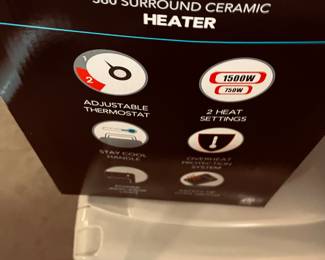 360 SURROUND CERAMIC
HEATER
2
1500W
750W
ADJUSTABLE
THERMOSTAT
2 HEAT
SETTINGS
STAY COOL
HANDLE
OVERHEAT
PROTECTION
SYSTEM